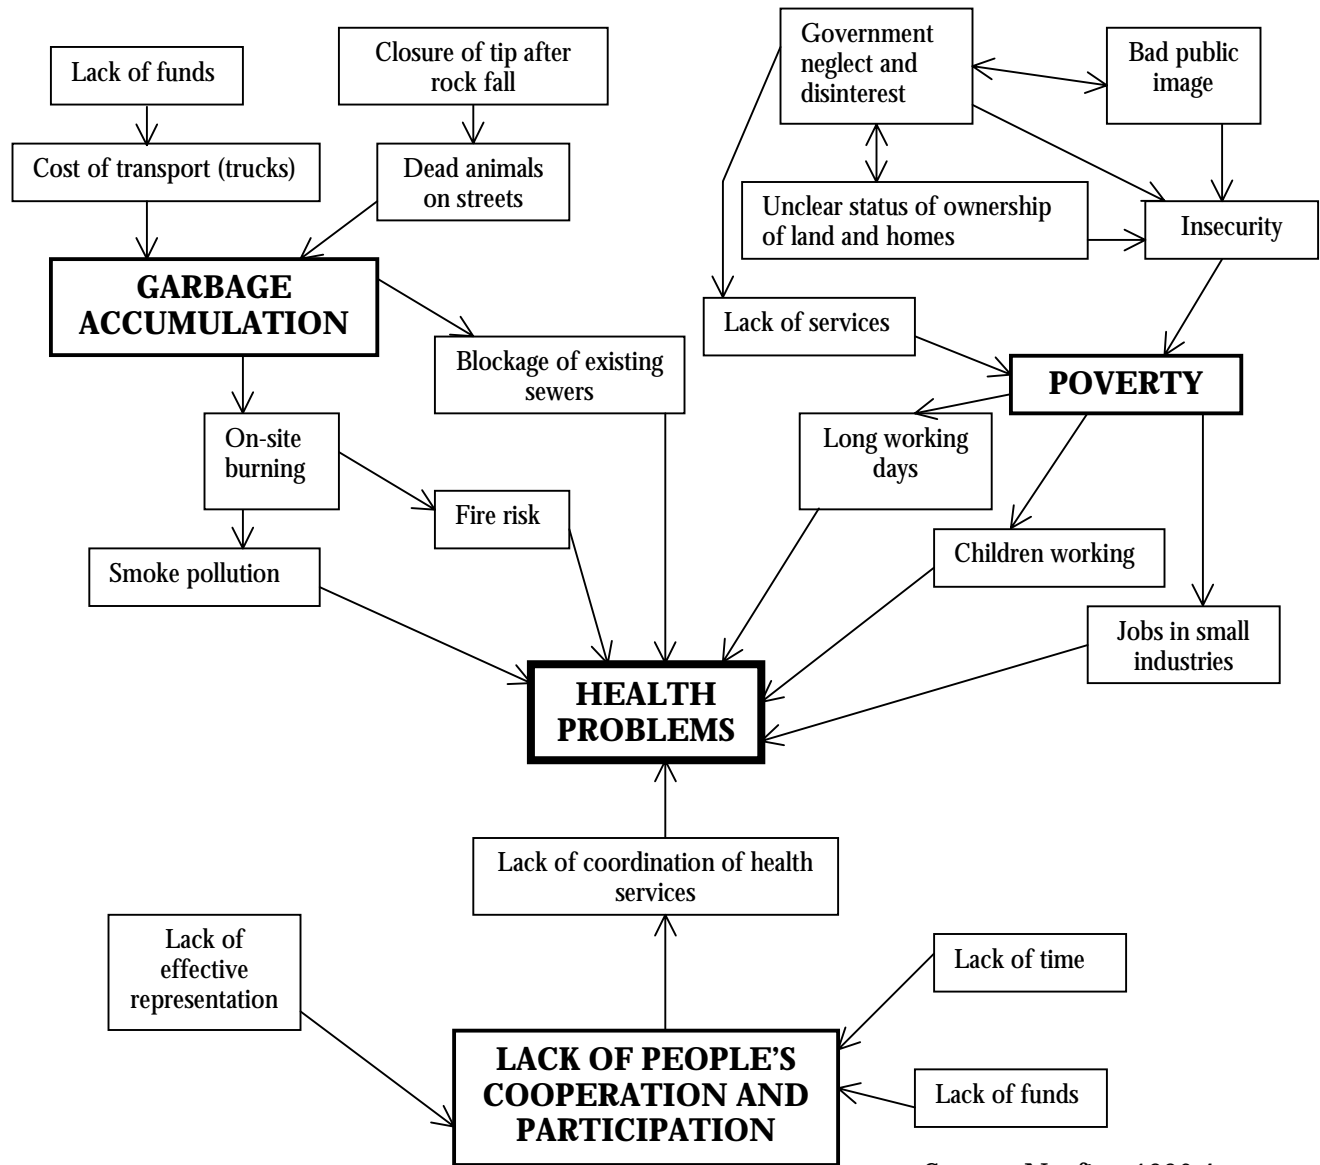 Lack of funds
Closure of tip after
rock fall
Government
neglect and
disinterest
Bad public
image
Cost of transport (trucks)
Dead animals
on streets
Unclear status of ownership
of land and homes
Insecurity
GARBAGE
ACCUMULATION
Lack of services
Blockage of existing
sewers
POVERTY
On-site
burning
Long working
days
Fire risk
Children working
Smoke pollution
Jobs in small
industries
HEALTH
PROBLEMS
Lack of coordination of health
services
Lack of
effective
representation
Lack of time
LACK OF PEOPLE’S
COOPERATION AND
PARTICIPATION
Lack of funds